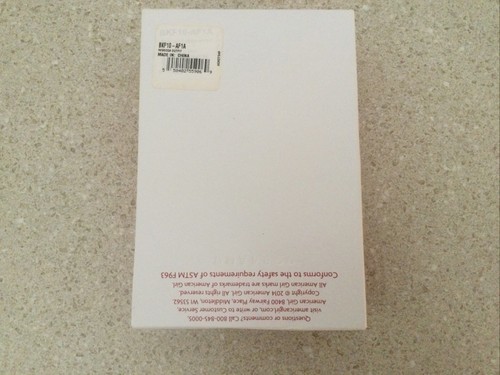 BKF10-AF1A
MADE IN CHINA
Questions or comments? Call 800-845-0005,
visit americangirl.com, or write to Customer Service,
American Girl, 8400 Fairway Place, Middleton, WI 53562.
Copyright © 2014 American Girl. All rights reserved.
All American Girl marks are trademarks of American Girl.
Conforms to the safety requirements of ASTM F963